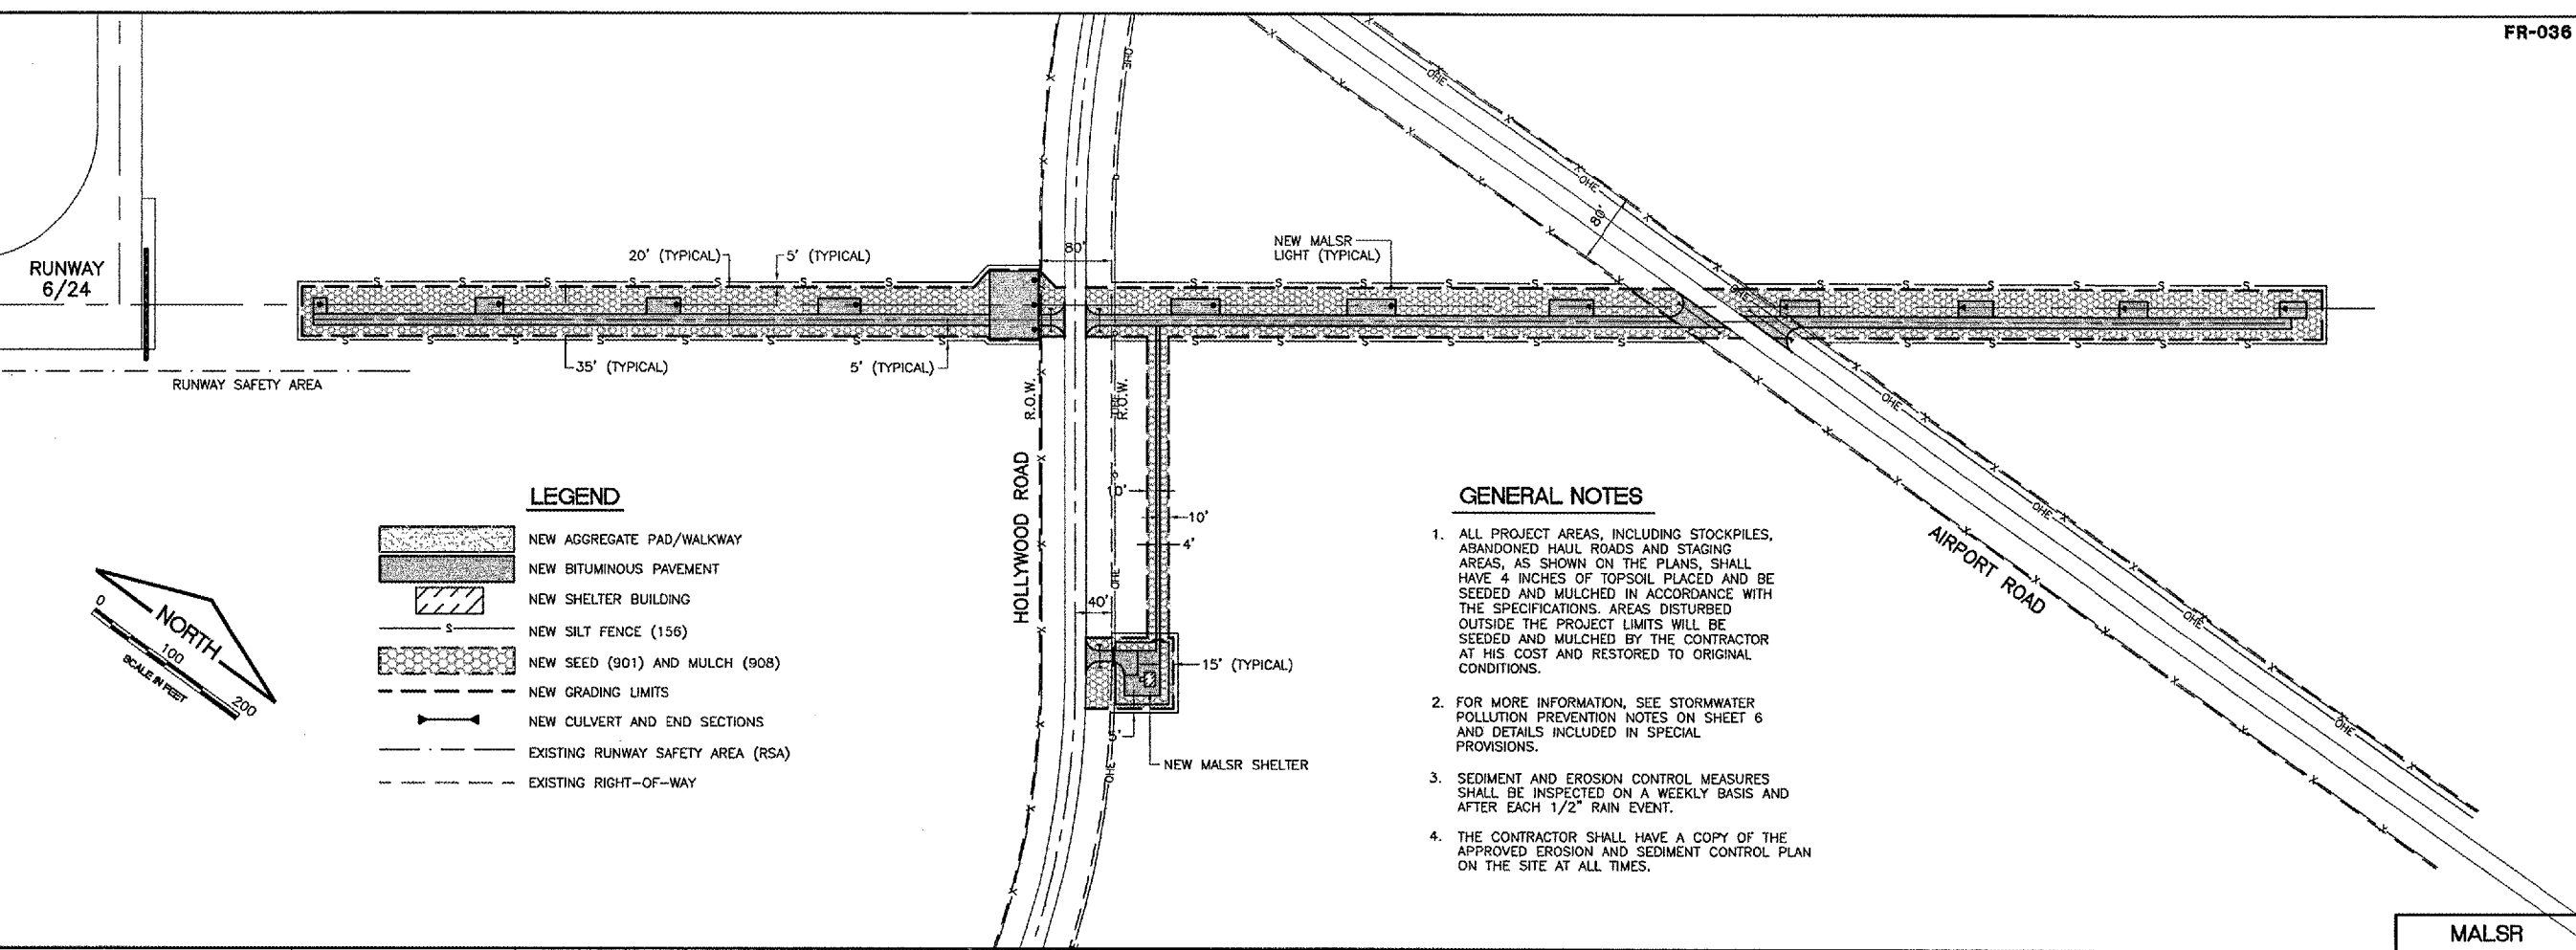 FR-036
OHE
OHE
OHE
80'
80'
NEW MALSR
LIGHT (TYPICAL)
20' (TYPICAL)
5' (TYPICAL)
RUNWAY
6/24
OHE
35' (TYPICAL)
5' (TYPICAL)
RUNWAY SAFETY AREA
R.O.W.
R.O.W.
OHE
OHE
HOLLYWOOD ROAD
10'
10'
4'
OHE
40'
15' (TYPICAL)
5'
NEW MALSR SHELTER
OHE
LEGEND
NEW AGGREGATE PAD/WALKWAY
NEW BITUMINOUS PAVEMENT
NEW SHELTER BUILDING
S NEW SILT FENCE (156)
NEW SEED (901) AND MULCH (908)
NEW GRADING LIMITS
NEW CULVERT AND END SECTIONS
EXISTING RUNWAY SAFETY AREA (RSA)
EXISTING RIGHT-OF-WAY
NORTH
0 100 200
SCALE IN FEET
GENERAL NOTES
1. ALL PROJECT AREAS, INCLUDING STOCKPILES,
ABANDONED HAUL ROADS AND STAGING
AREAS, AS SHOWN ON THE PLANS, SHALL
HAVE 4 INCHES OF TOPSOIL PLACED AND BE
SEEDED AND MULCHED IN ACCORDANCE WITH
THE SPECIFICATIONS. AREAS DISTURBED
OUTSIDE THE PROJECT LIMITS WILL BE
SEEDED AND MULCHED BY THE CONTRACTOR
AT HIS COST AND RESTORED TO ORIGINAL
CONDITIONS.
2. FOR MORE INFORMATION, SEE STORMWATER
POLLUTION PREVENTION NOTES ON SHEET 6
AND DETAILS INCLUDED IN SPECIAL
PROVISIONS.
3. SEDIMENT AND EROSION CONTROL MEASURES
SHALL BE INSPECTED ON A WEEKLY BASIS AND
AFTER EACH 1/2" RAIN EVENT.
4. THE CONTRACTOR SHALL HAVE A COPY OF THE
APPROVED EROSION AND SEDIMENT CONTROL PLAN
ON THE SITE AT ALL TIMES.
AIRPORT ROAD
OHE
OHE
OHE
MALSR